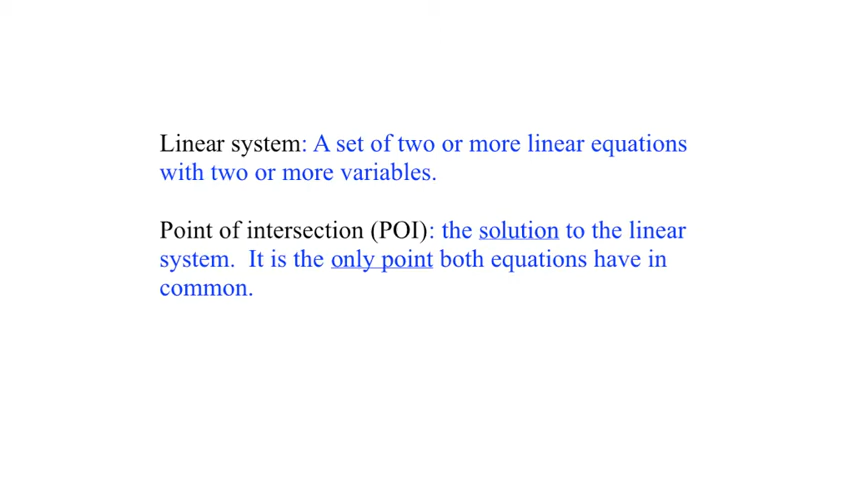 Linear system: A set of two or more linear equations
with two or more variables.
Point of intersection (POI): the solution to the linear
system. It is the only point both equations have in
common.